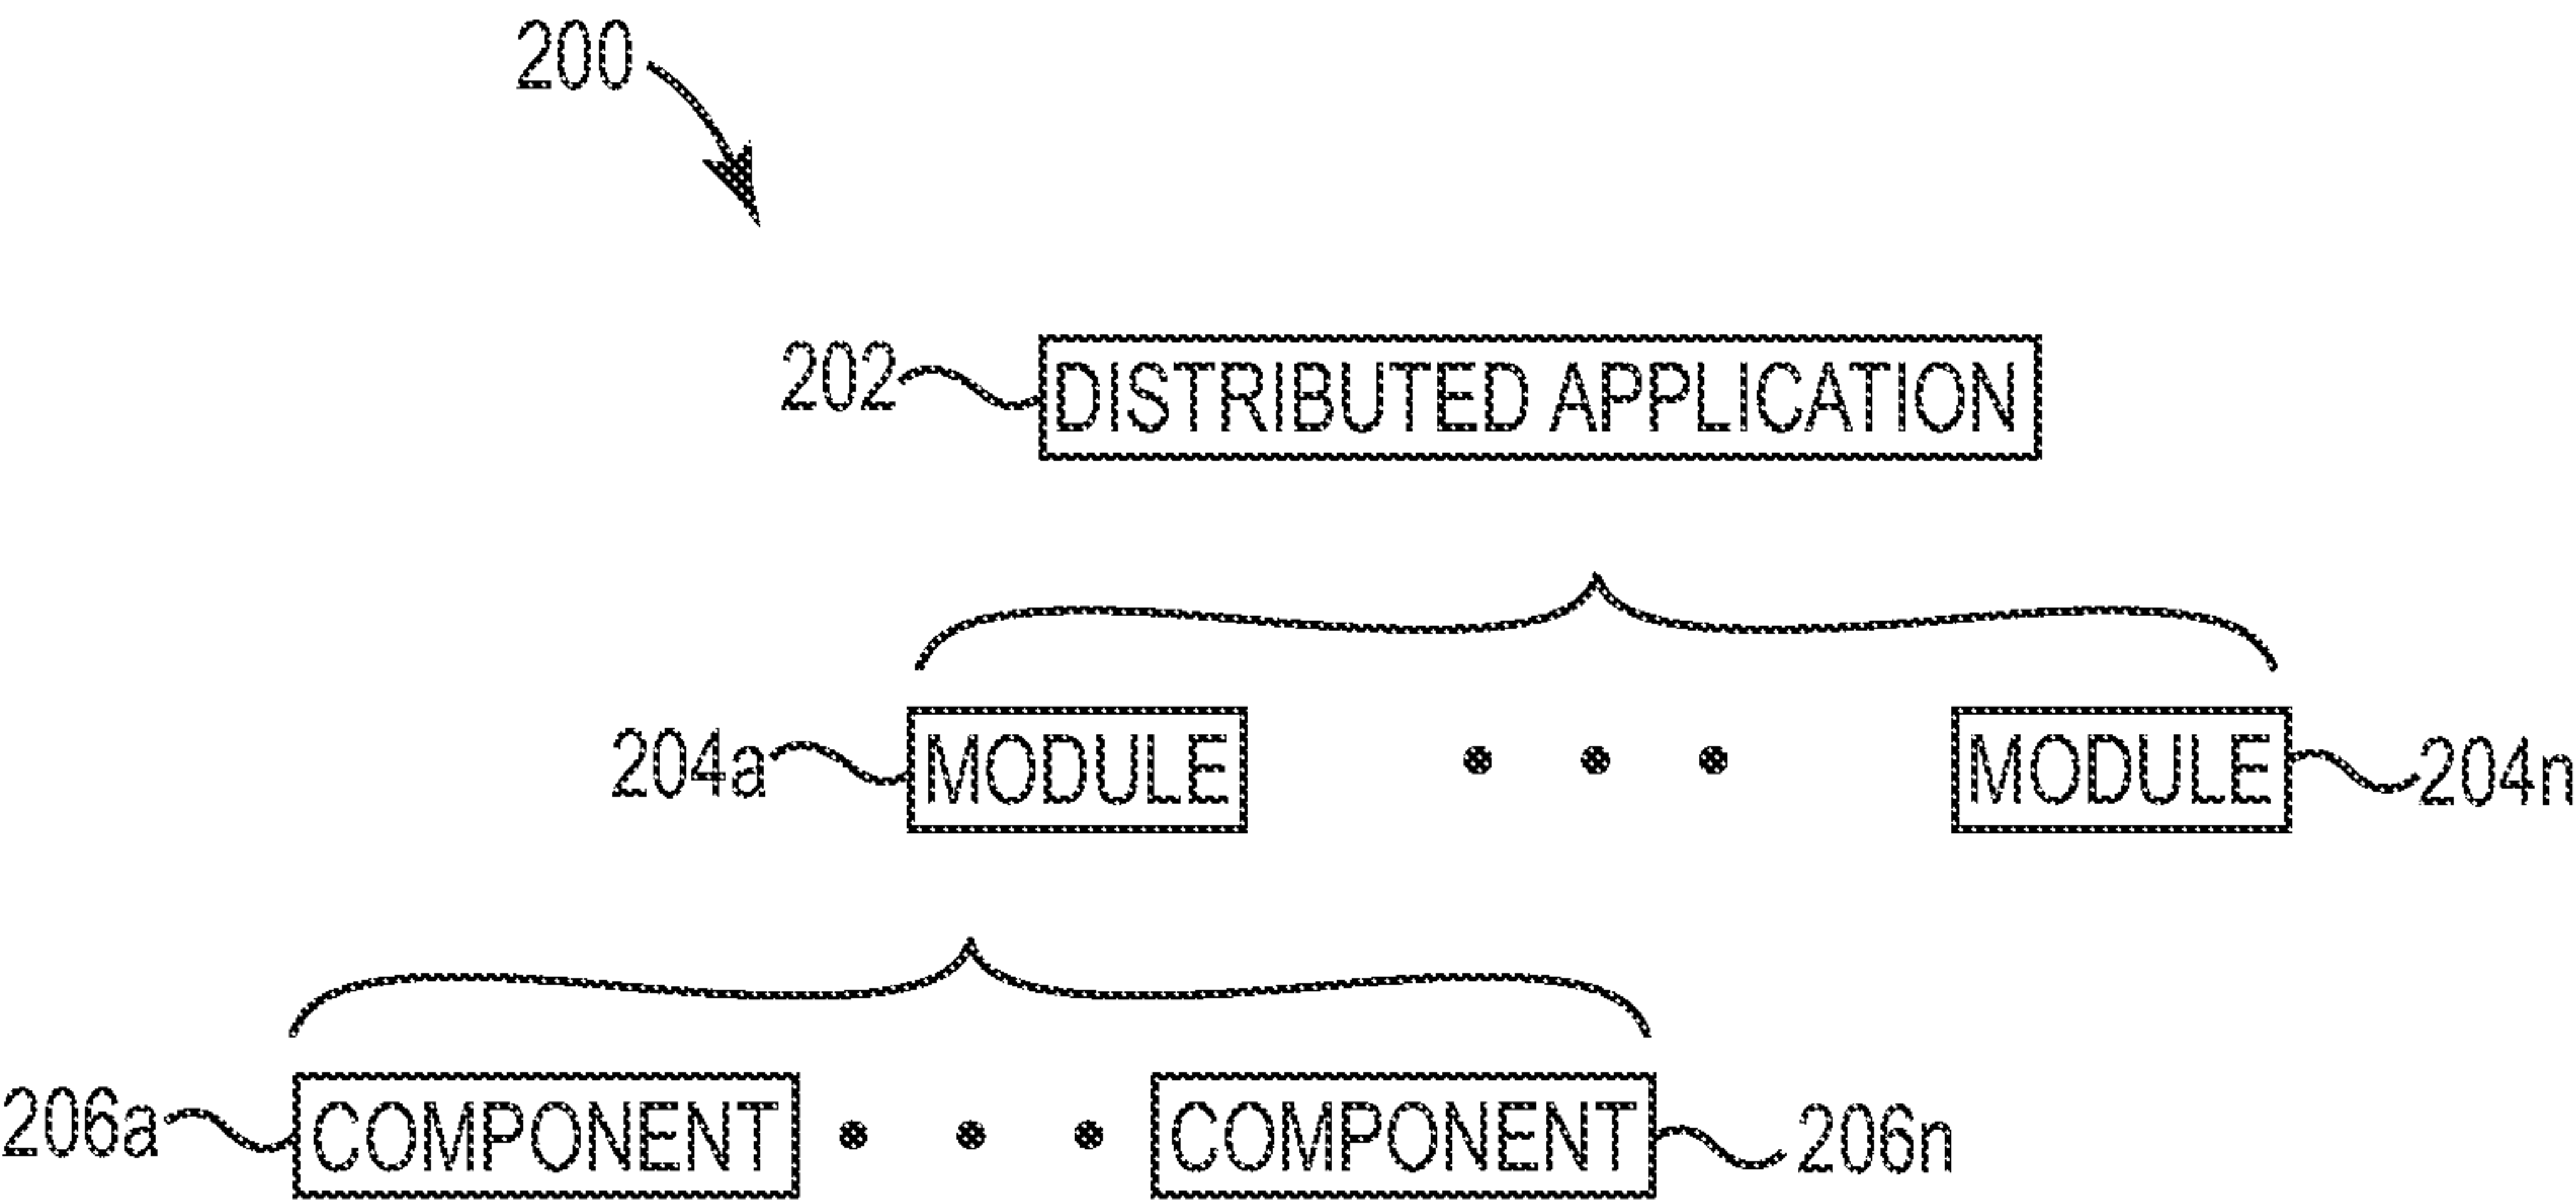 200
202 DISTRIBUTED APPLICATION
204a MODULE MODULE 204n
206a COMPONENT COMPONENT 206n